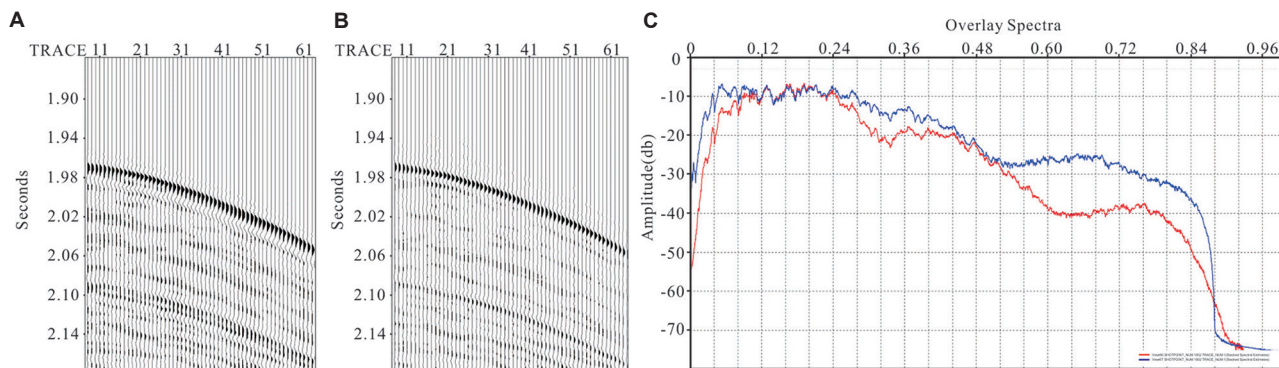 A
TRACE 11 21 31 41 51 61
Seconds
1.90
1.94
1.98
2.02
2.06
2.10
2.14
B
TRACE 11 21 31 41 51 61
Seconds
1.90
1.94
1.98
2.02
2.06
2.10
2.14
C
Overlay Spectra
0 0.12 0.24 0.36 0.48 0.60 0.72 0.84 0.96
Amplitude(db)
0
-10
-20
-30
-40
-50
-60
-70